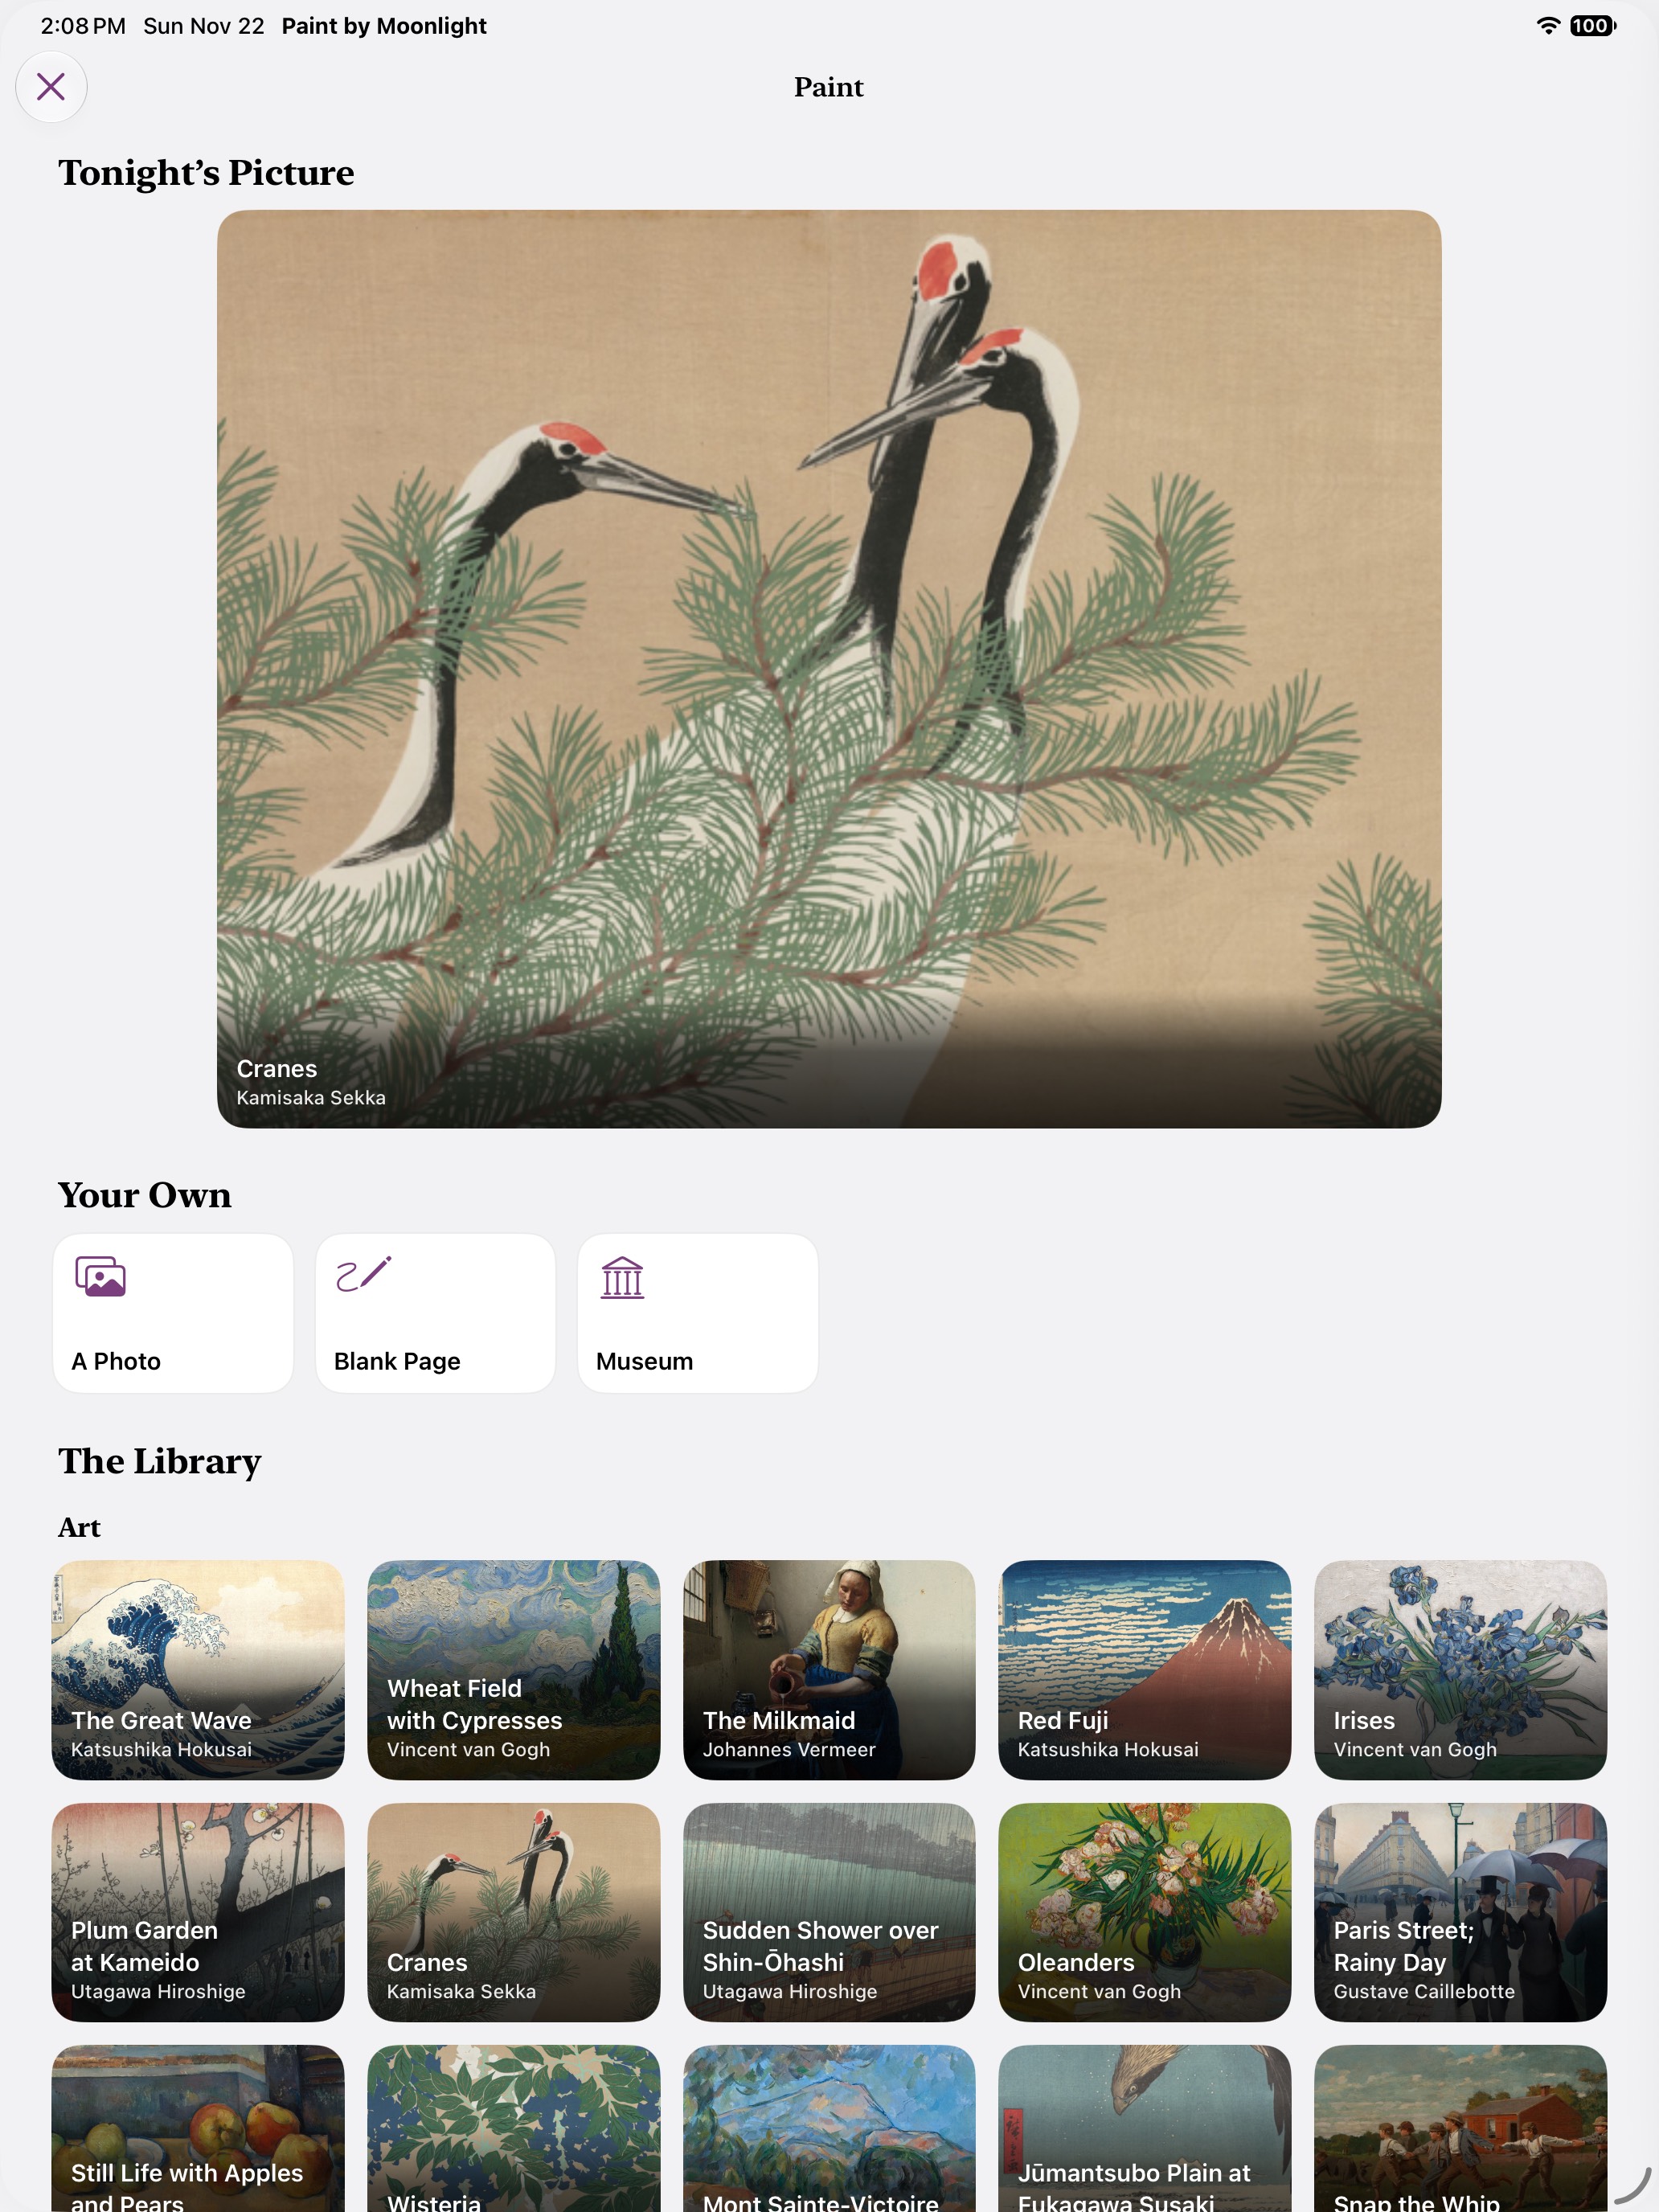 2:08 PM Sun Nov 22 Paint by Moonlight
100
Paint
Tonight’s Picture
Cranes
Kamisaka Sekka
Your Own
A Photo
Blank Page
Museum
The Library
Art
The Great Wave
Katsushika Hokusai
Wheat Field
with Cypresses
Vincent van Gogh
The Milkmaid
Johannes Vermeer
Red Fuji
Katsushika Hokusai
Irises
Vincent van Gogh
Plum Garden
at Kameido
Utagawa Hiroshige
Cranes
Kamisaka Sekka
Sudden Shower over
Shin-Ōhashi
Utagawa Hiroshige
Oleanders
Vincent van Gogh
Paris Street;
Rainy Day
Gustave Caillebotte
Still Life with Apples
and Pears
Wisteria
Mont Sainte-Victoire
Jūmantsubo Plain at
Fukagawa Susaki
Snap the Whip